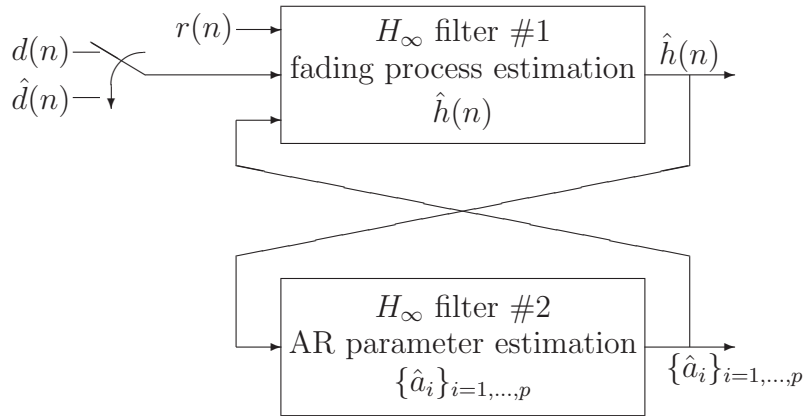 r(n)
H∞ filter #1
d(n)
fading process estimation
ĥ(n)
d̂(n)
ĥ(n)
H∞ filter #2
AR parameter estimation
{âᵢ}ᵢ₌₁,...,ₚ
{âᵢ}ᵢ₌₁,...,ₚ